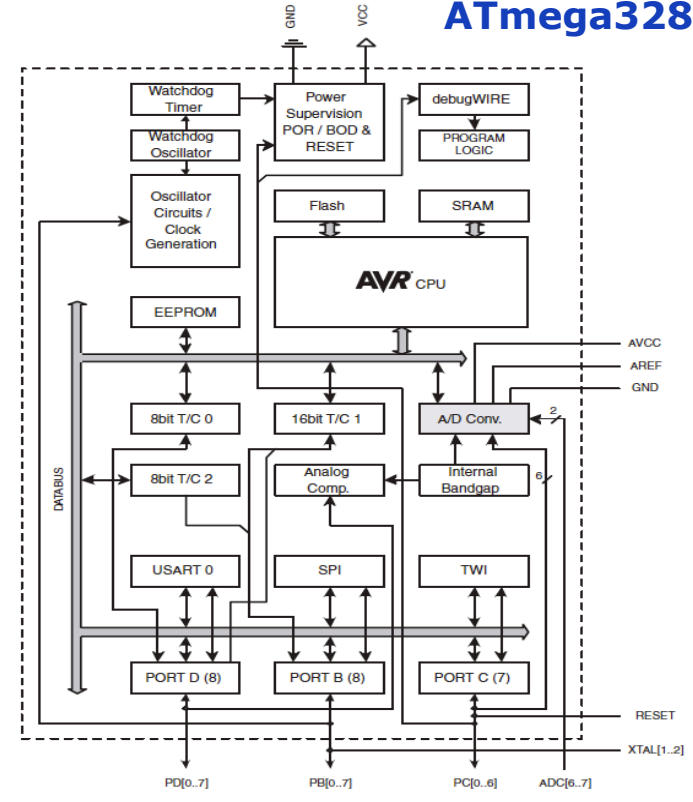 ATmega328
GND
VCC
Watchdog
Timer
Power
Supervision
POR / BOD &
RESET
debugWIRE
Watchdog
Oscillator
PROGRAM
LOGIC
Oscillator
Circuits /
Clock
Generation
Flash
SRAM
AVR CPU
EEPROM
AVCC
AREF
GND
8bit T/C 0
16bit T/C 1
A/D Conv.
2
8bit T/C 2
Analog
Comp.
Internal
Bandgap
6
DATABUS
USART 0
SPI
TWI
PORT D (8)
PORT B (8)
PORT C (7)
RESET
XTAL[1..2]
PD[0..7]
PB[0..7]
PC[0..6]
ADC[6..7]